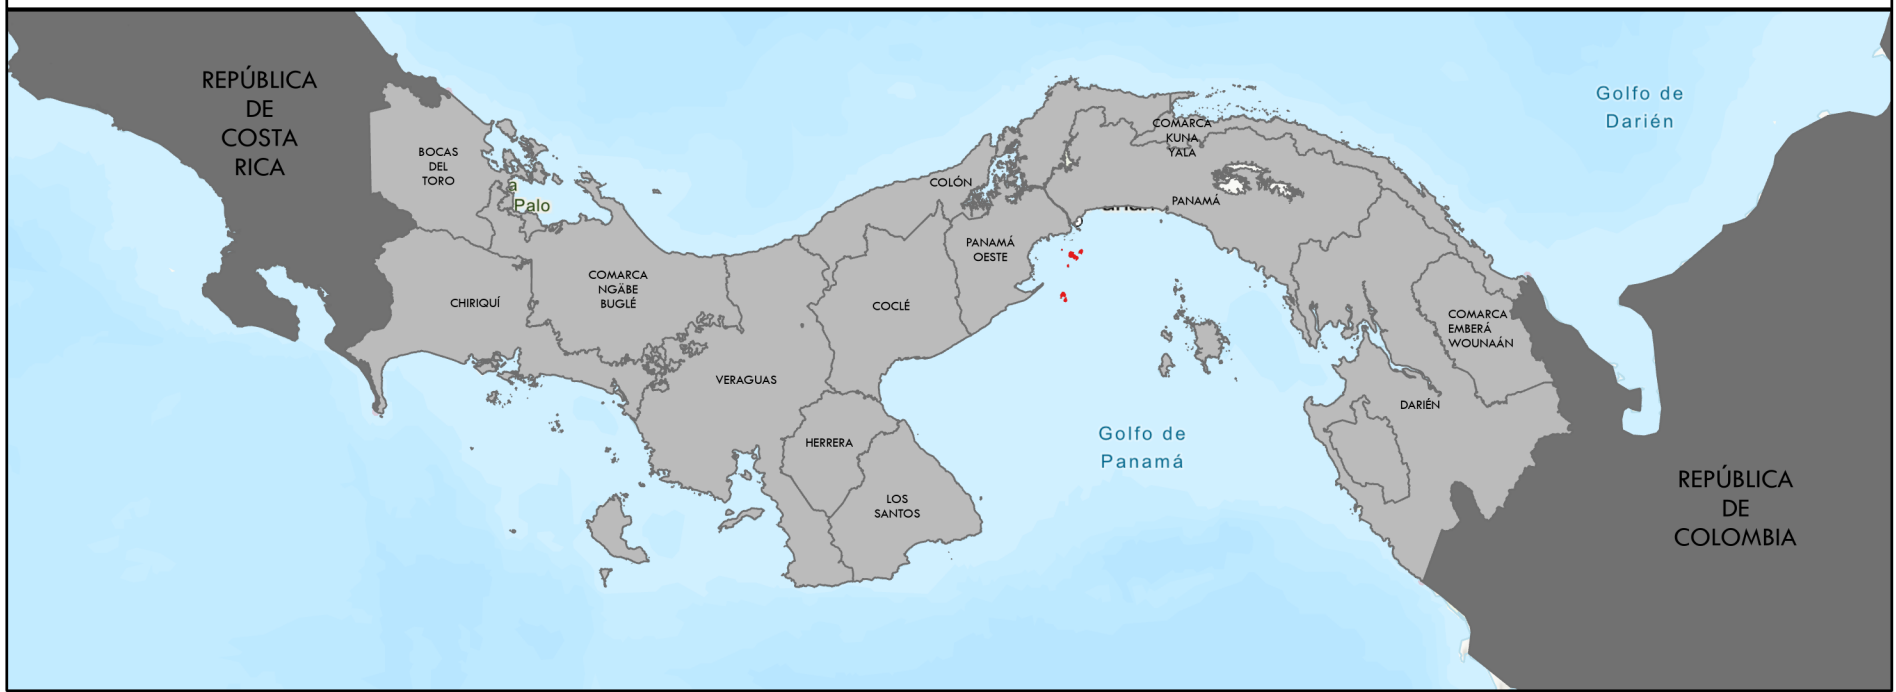 REPÚBLICA
DE
COSTA
RICA
BOCAS
DEL
TORO
a
Palo
CHIRIQUÍ
COMARCA
NGÄBE
BUGLÉ
VERAGUAS
HERRERA
LOS
SANTOS
COCLÉ
COLÓN
PANAMÁ
OESTE
COMARCA
KUNA
YALA
PANAMÁ
COMARCA
EMBERÁ
WOUNAÁN
DARIÉN
Golfo de
Panamá
Golfo de
Darién
REPÚBLICA
DE
COLOMBIA